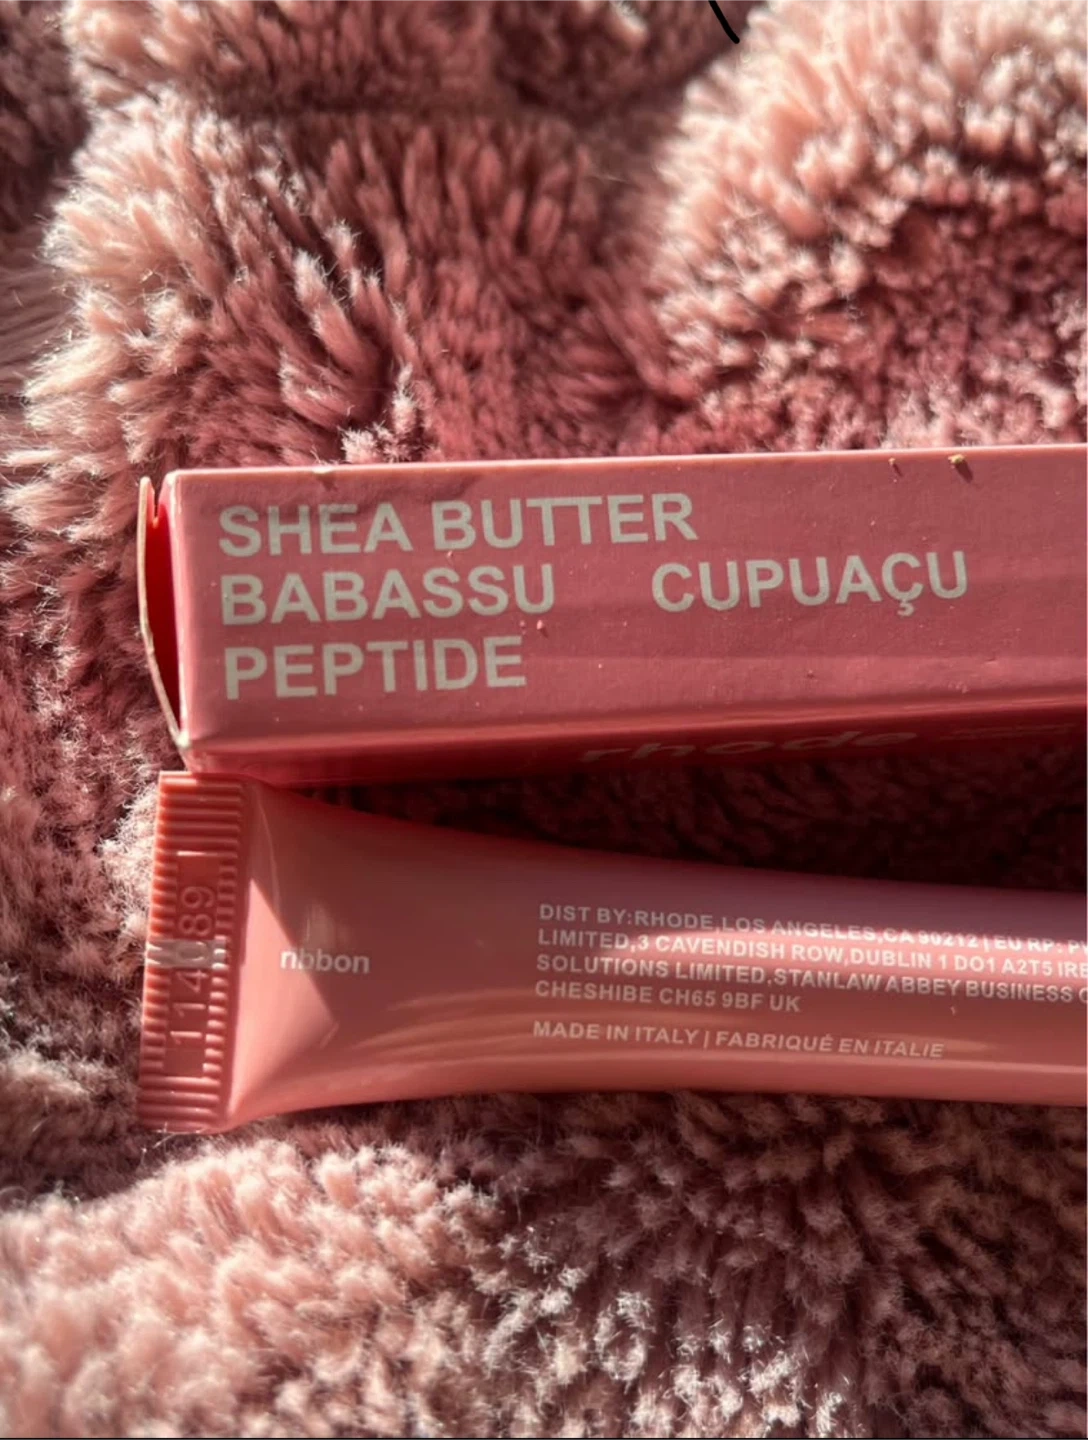 SHEA BUTTER
BABASSU CUPUAÇU
PEPTIDE
rhode
L114089
ribbon
DIST BY:RHODE,LOS ANGELES,CA 90212 | EU RP:
LIMITED,3 CAVENDISH ROW,DUBLIN 1 DO1 A2T5
SOLUTIONS LIMITED,STANLAW ABBEY BUSINESS
CHESHIBE CH65 9BF UK
MADE IN ITALY | FABRIQUÉ EN ITALIE